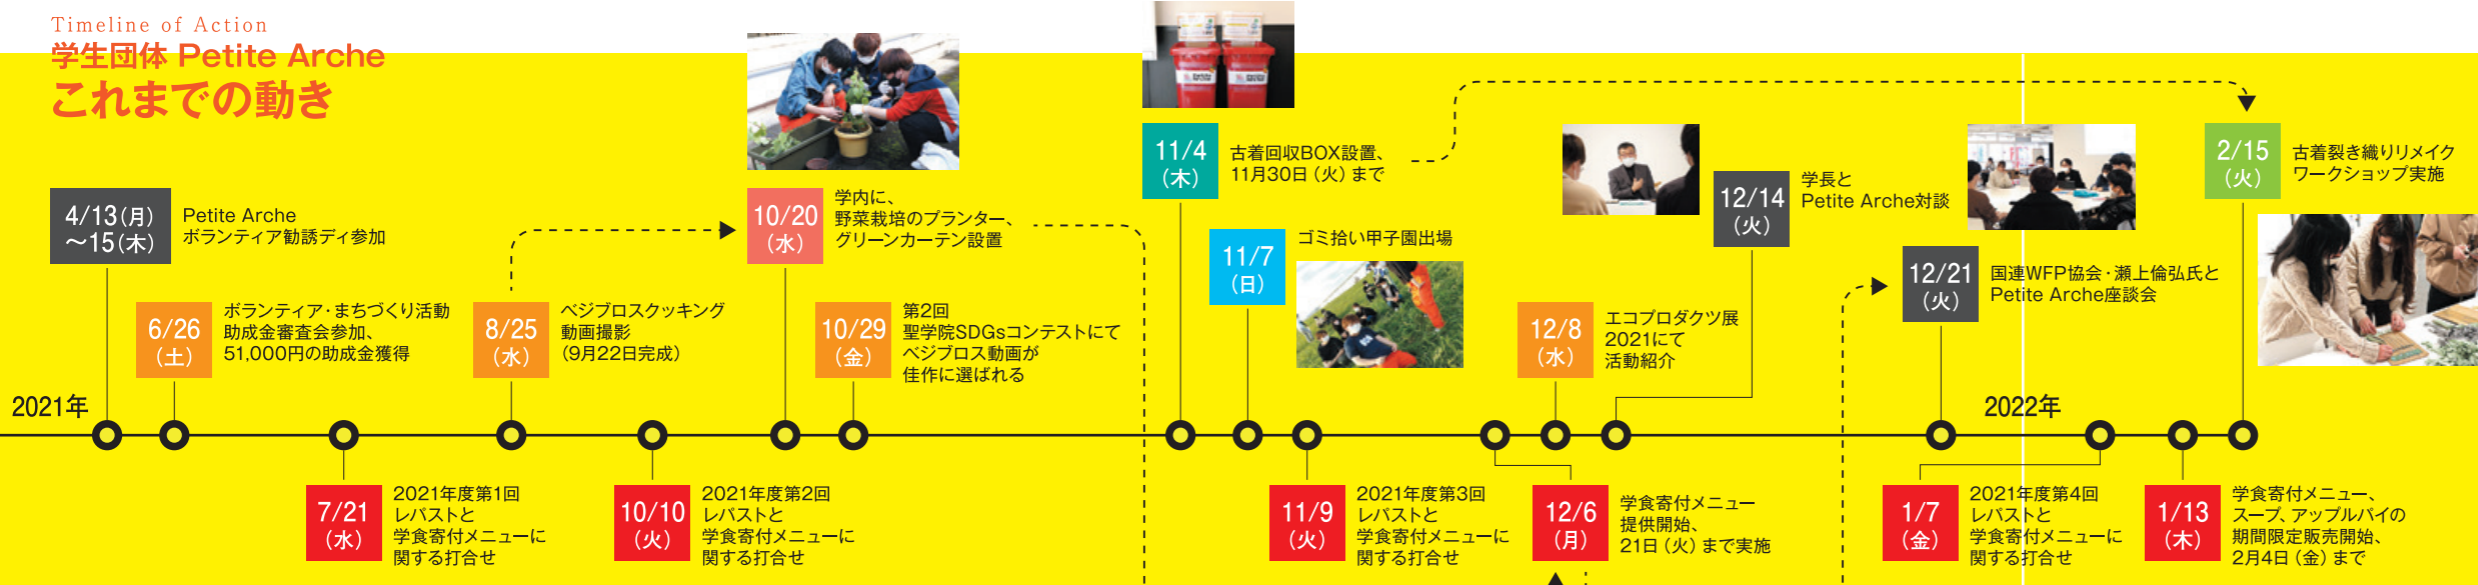 Timeline of Action
学生団体 Petite Arche
これまでの動き
2021年
4/13(月)
〜15(木)
Petite Arche
ボランティア勧誘ディ参加
6/26
(土)
ボランティア・まちづくり活動
助成金審査会参加、
51,000円の助成金獲得
7/21
(水)
2021年度第1回
レパストと
学食寄付メニューに
関する打合せ
8/25
(水)
ベジブロスクッキング
動画撮影
(9月22日完成)
10/10
(火)
2021年度第2回
レパストと
学食寄付メニューに
関する打合せ
10/20
(水)
学内に、
野菜栽培のプランター、
グリーンカーテン設置
10/29
(金)
第2回
聖学院SDGsコンテストにて
ベジブロス動画が
佳作に選ばれる
11/4
(木)
古着回収BOX設置、
11月30日(火)まで
11/7
(日)
ゴミ拾い甲子園出場
11/9
(火)
2021年度第3回
レパストと
学食寄付メニューに
関する打合せ
12/6
(月)
学食寄付メニュー
提供開始、
21日(火)まで実施
12/8
(水)
エコプロダクツ展
2021にて
活動紹介
12/14
(火)
学長と
Petite Arche対談
12/21
(火)
国連WFP協会・瀬上倫弘氏と
Petite Arche座談会
2022年
1/7
(金)
2021年度第4回
レパストと
学食寄付メニューに
関する打合せ
1/13
(木)
学食寄付メニュー、
スープ、アップルパイの
期間限定販売開始、
2月4日(金)まで
2/15
(火)
古着裂き織りリメイク
ワークショップ実施